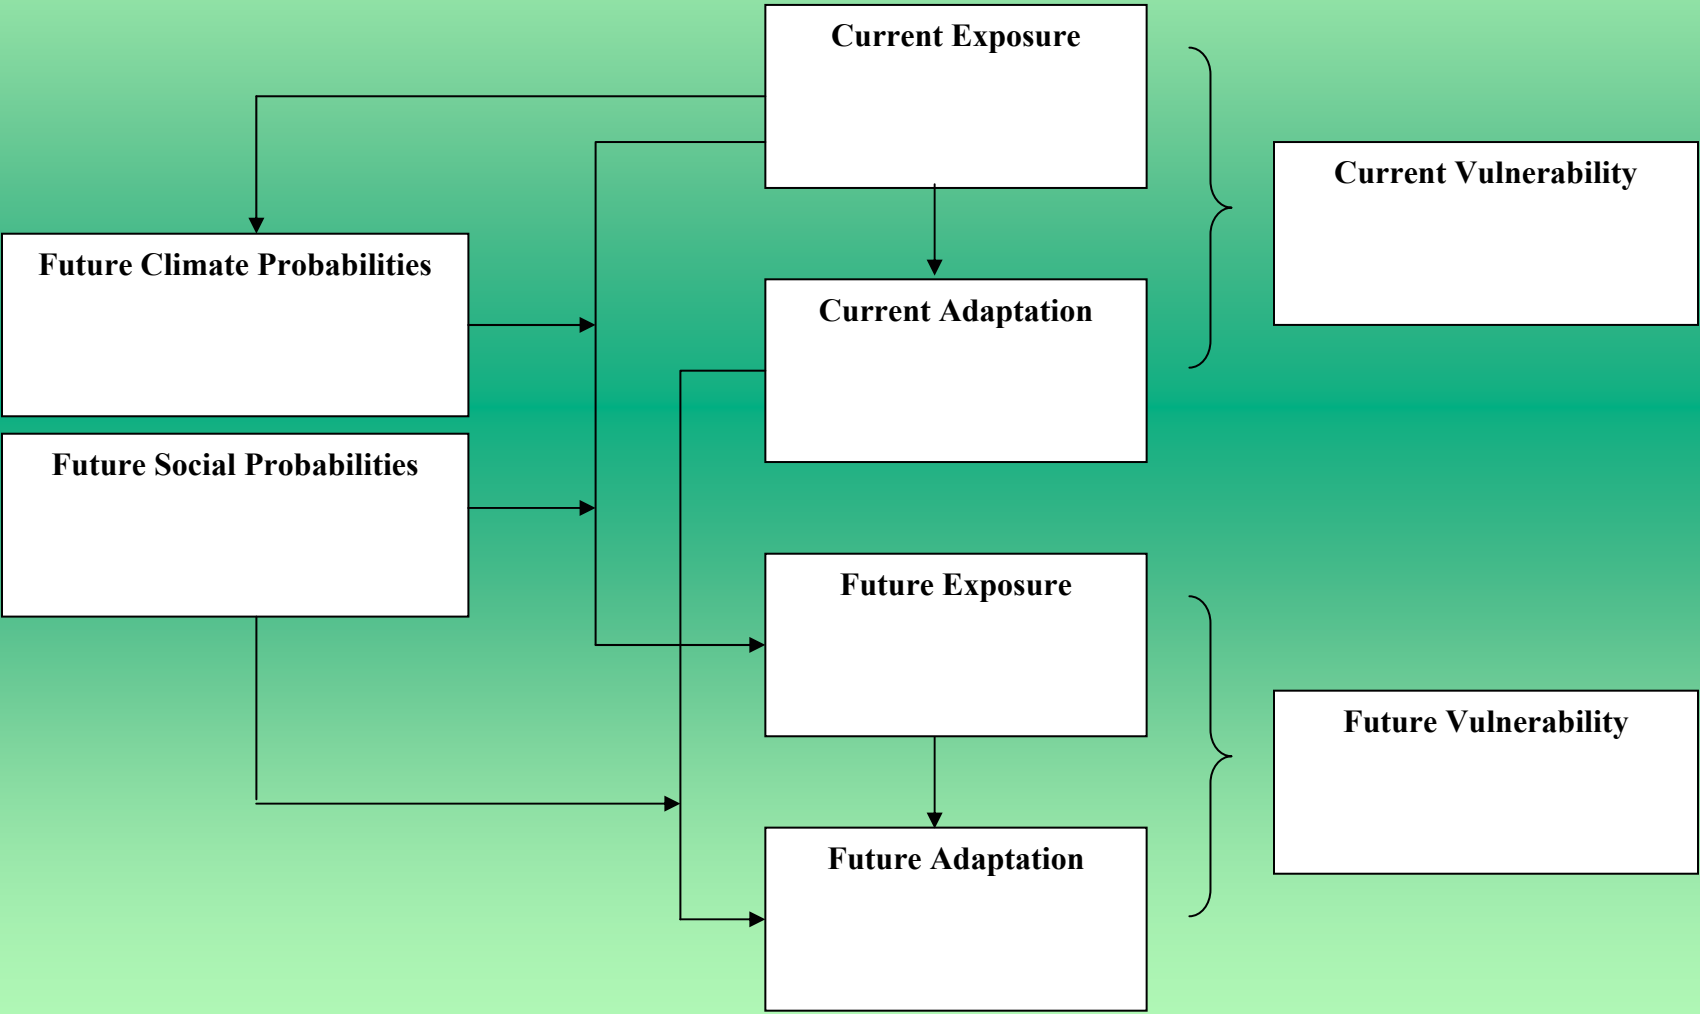 Current Exposure
Current Vulnerability
Future Climate Probabilities
Current Adaptation
Future Social Probabilities
Future Exposure
Future Vulnerability
Future Adaptation